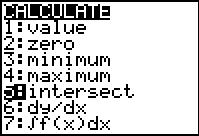 CALCULATE
1:value
2:zero
3:minimum
4:maximum
5:intersect
6:dy/dx
7:∫f(x)dx